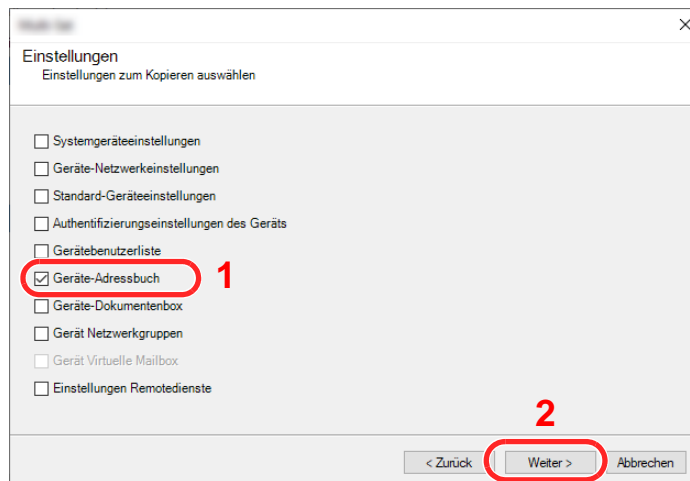 Einstellungen
Einstellungen zum Kopieren auswählen
Systemgeräteeinstellungen
Geräte-Netzwerkeinstellungen
Standard-Geräteeinstellungen
Authentifizierungseinstellungen des Geräts
Gerätebenutzerliste
Geräte-Adressbuch 1
Geräte-Dokumentenbox
Gerät Netzwerkgruppen
Gerät Virtuelle Mailbox
Einstellungen Remotedienste
2
< Zurück Weiter > Abbrechen